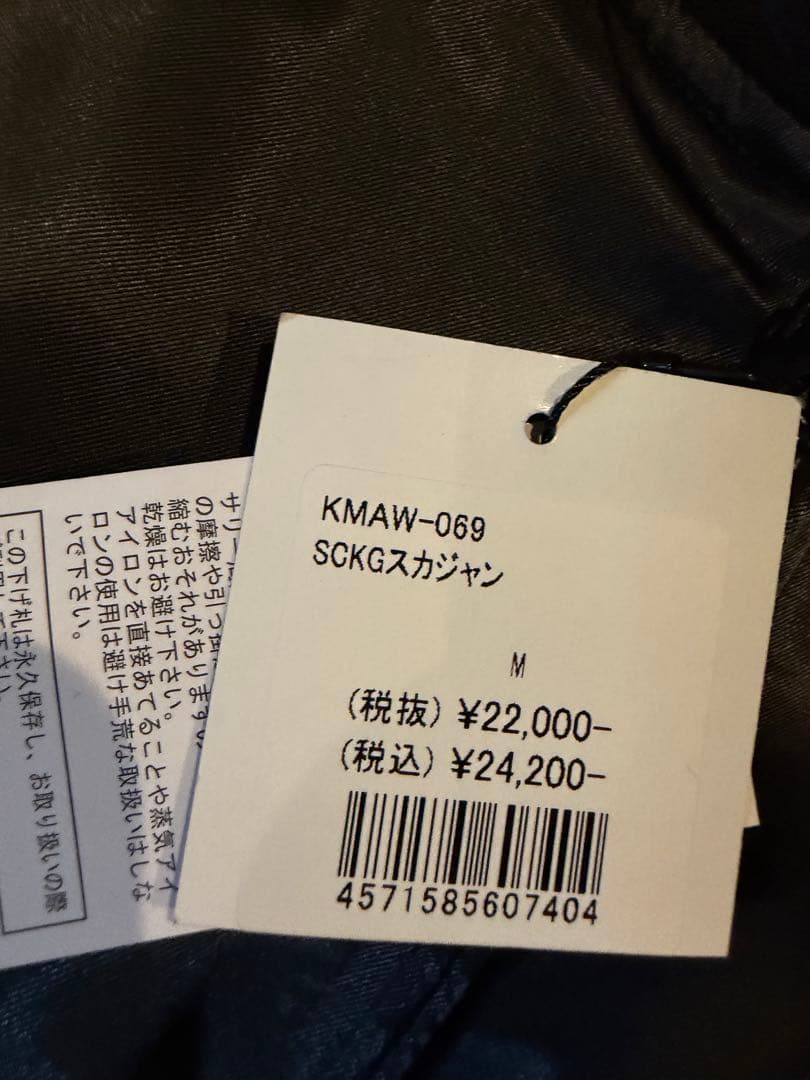 KMAW-069
SCKGスカジャン
M
(税抜) ¥22,000-
(税込) ¥24,200-
4571585607404
の摩擦や引っ
縮むおそれがあります
乾燥はお避け下さい。
アイロンを直接あてることや蒸気アイ
ロンの使用は避け手荒な取扱いはしな
いで下さい。
この下げ札は永久保存し、お取り扱いの際